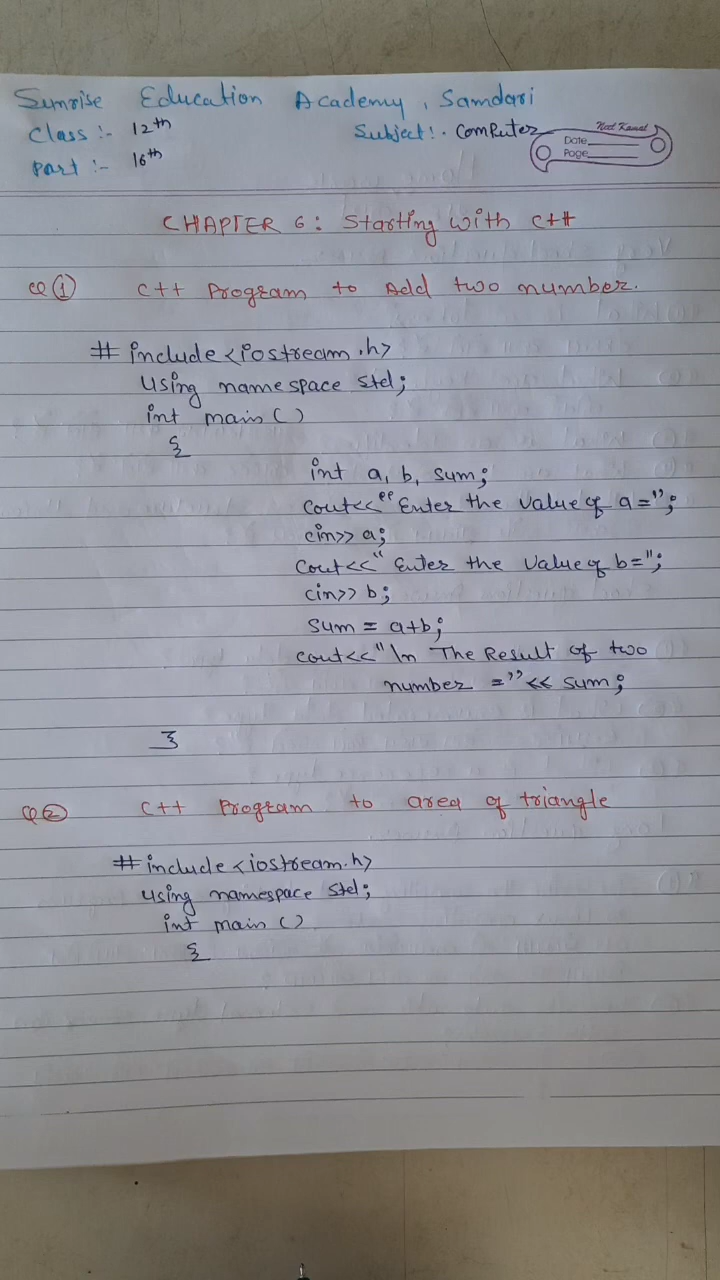 Sunrise Education Academy, Samdari
Class :- 12th Subject :- Computer
Neel Kamal
Date
Page
Part :- 16th
CHAPTER 6 : Starting with C++
Q① C++ Program to Add two number.
# include <iostream.h>
using namespace std;
int main ()
{
int a, b, sum;
cout<<"Enter the value of a =";
cin>> a;
cout<<" Enter the value of b=";
cin>> b;
sum = a+b;
cout<<"\n The Result of two
number =" << sum;
}
Q② C++ Program to area of triangle
# include <iostream.h>
using namespace std;
int main ()
{